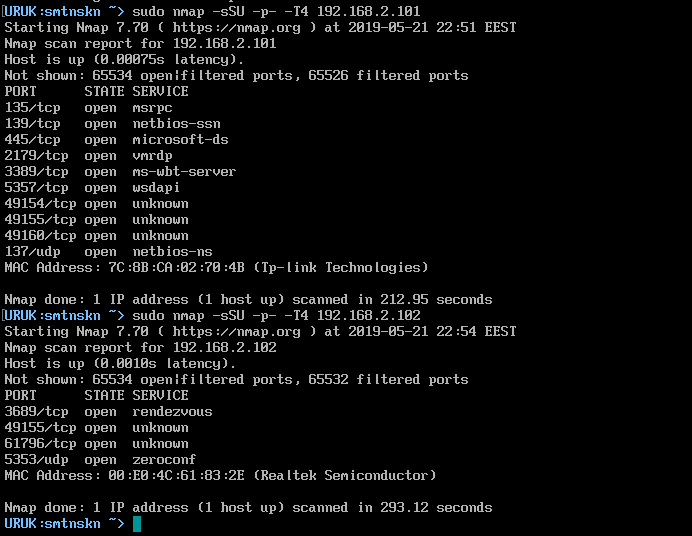 URUK:smtnskn ~> sudo nmap -sSU -p- -T4 192.168.2.101
Starting Nmap 7.70 ( https://nmap.org ) at 2019-05-21 22:51 EEST
Nmap scan report for 192.168.2.101
Host is up (0.00075s latency).
Not shown: 65534 open|filtered ports, 65526 filtered ports
PORT      STATE SERVICE
135/tcp   open  msrpc
139/tcp   open  netbios-ssn
445/tcp   open  microsoft-ds
2179/tcp  open  vmrdp
3389/tcp  open  ms-wbt-server
5357/tcp  open  wsdapi
49154/tcp open  unknown
49155/tcp open  unknown
49160/tcp open  unknown
137/udp   open  netbios-ns
MAC Address: 7C:8B:CA:02:70:4B (Tp-link Technologies)
Nmap done: 1 IP address (1 host up) scanned in 212.95 seconds
URUK:smtnskn ~> sudo nmap -sSU -p- -T4 192.168.2.102
Starting Nmap 7.70 ( https://nmap.org ) at 2019-05-21 22:54 EEST
Nmap scan report for 192.168.2.102
Host is up (0.0010s latency).
Not shown: 65534 open|filtered ports, 65532 filtered ports
PORT      STATE SERVICE
3689/tcp  open  rendezvous
49155/tcp open  unknown
61796/tcp open  unknown
5353/udp  open  zeroconf
MAC Address: 00:E0:4C:61:83:2E (Realtek Semiconductor)
Nmap done: 1 IP address (1 host up) scanned in 293.12 seconds
URUK:smtnskn ~>